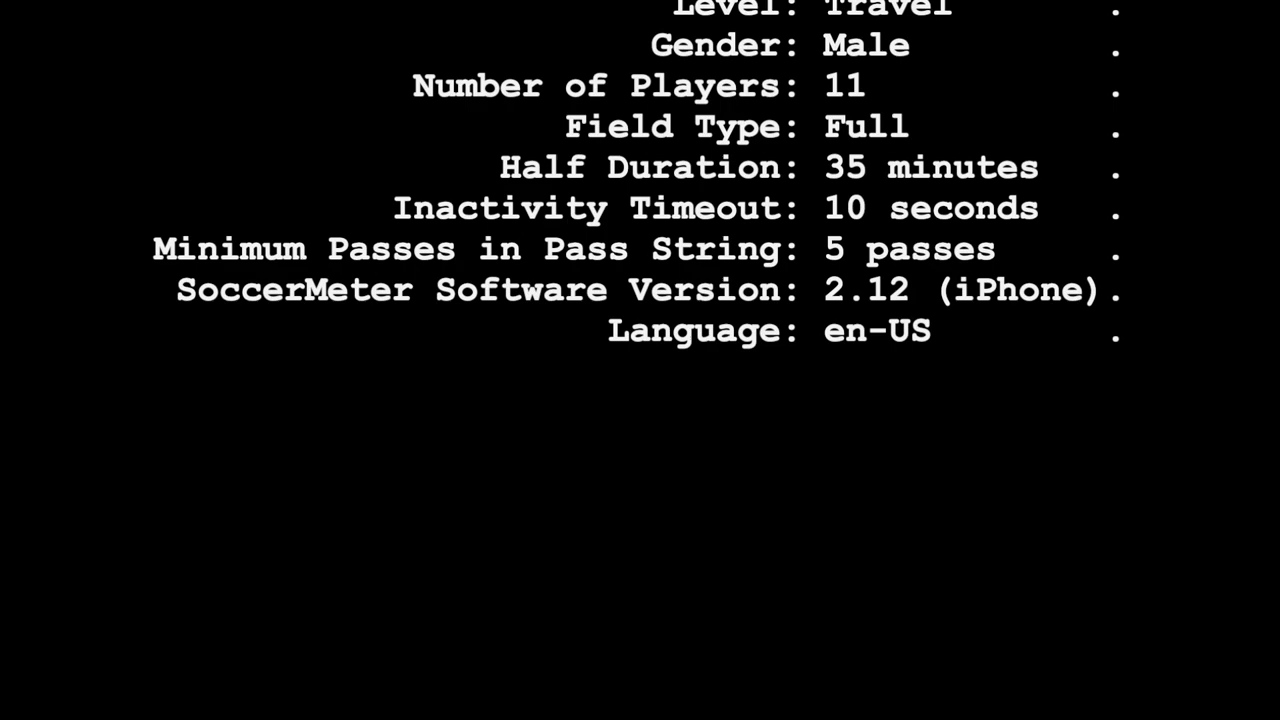 Level: Travel .
Gender: Male .
Number of Players: 11 .
Field Type: Full .
Half Duration: 35 minutes .
Inactivity Timeout: 10 seconds .
Minimum Passes in Pass String: 5 passes .
SoccerMeter Software Version: 2.12 (iPhone).
Language: en-US .